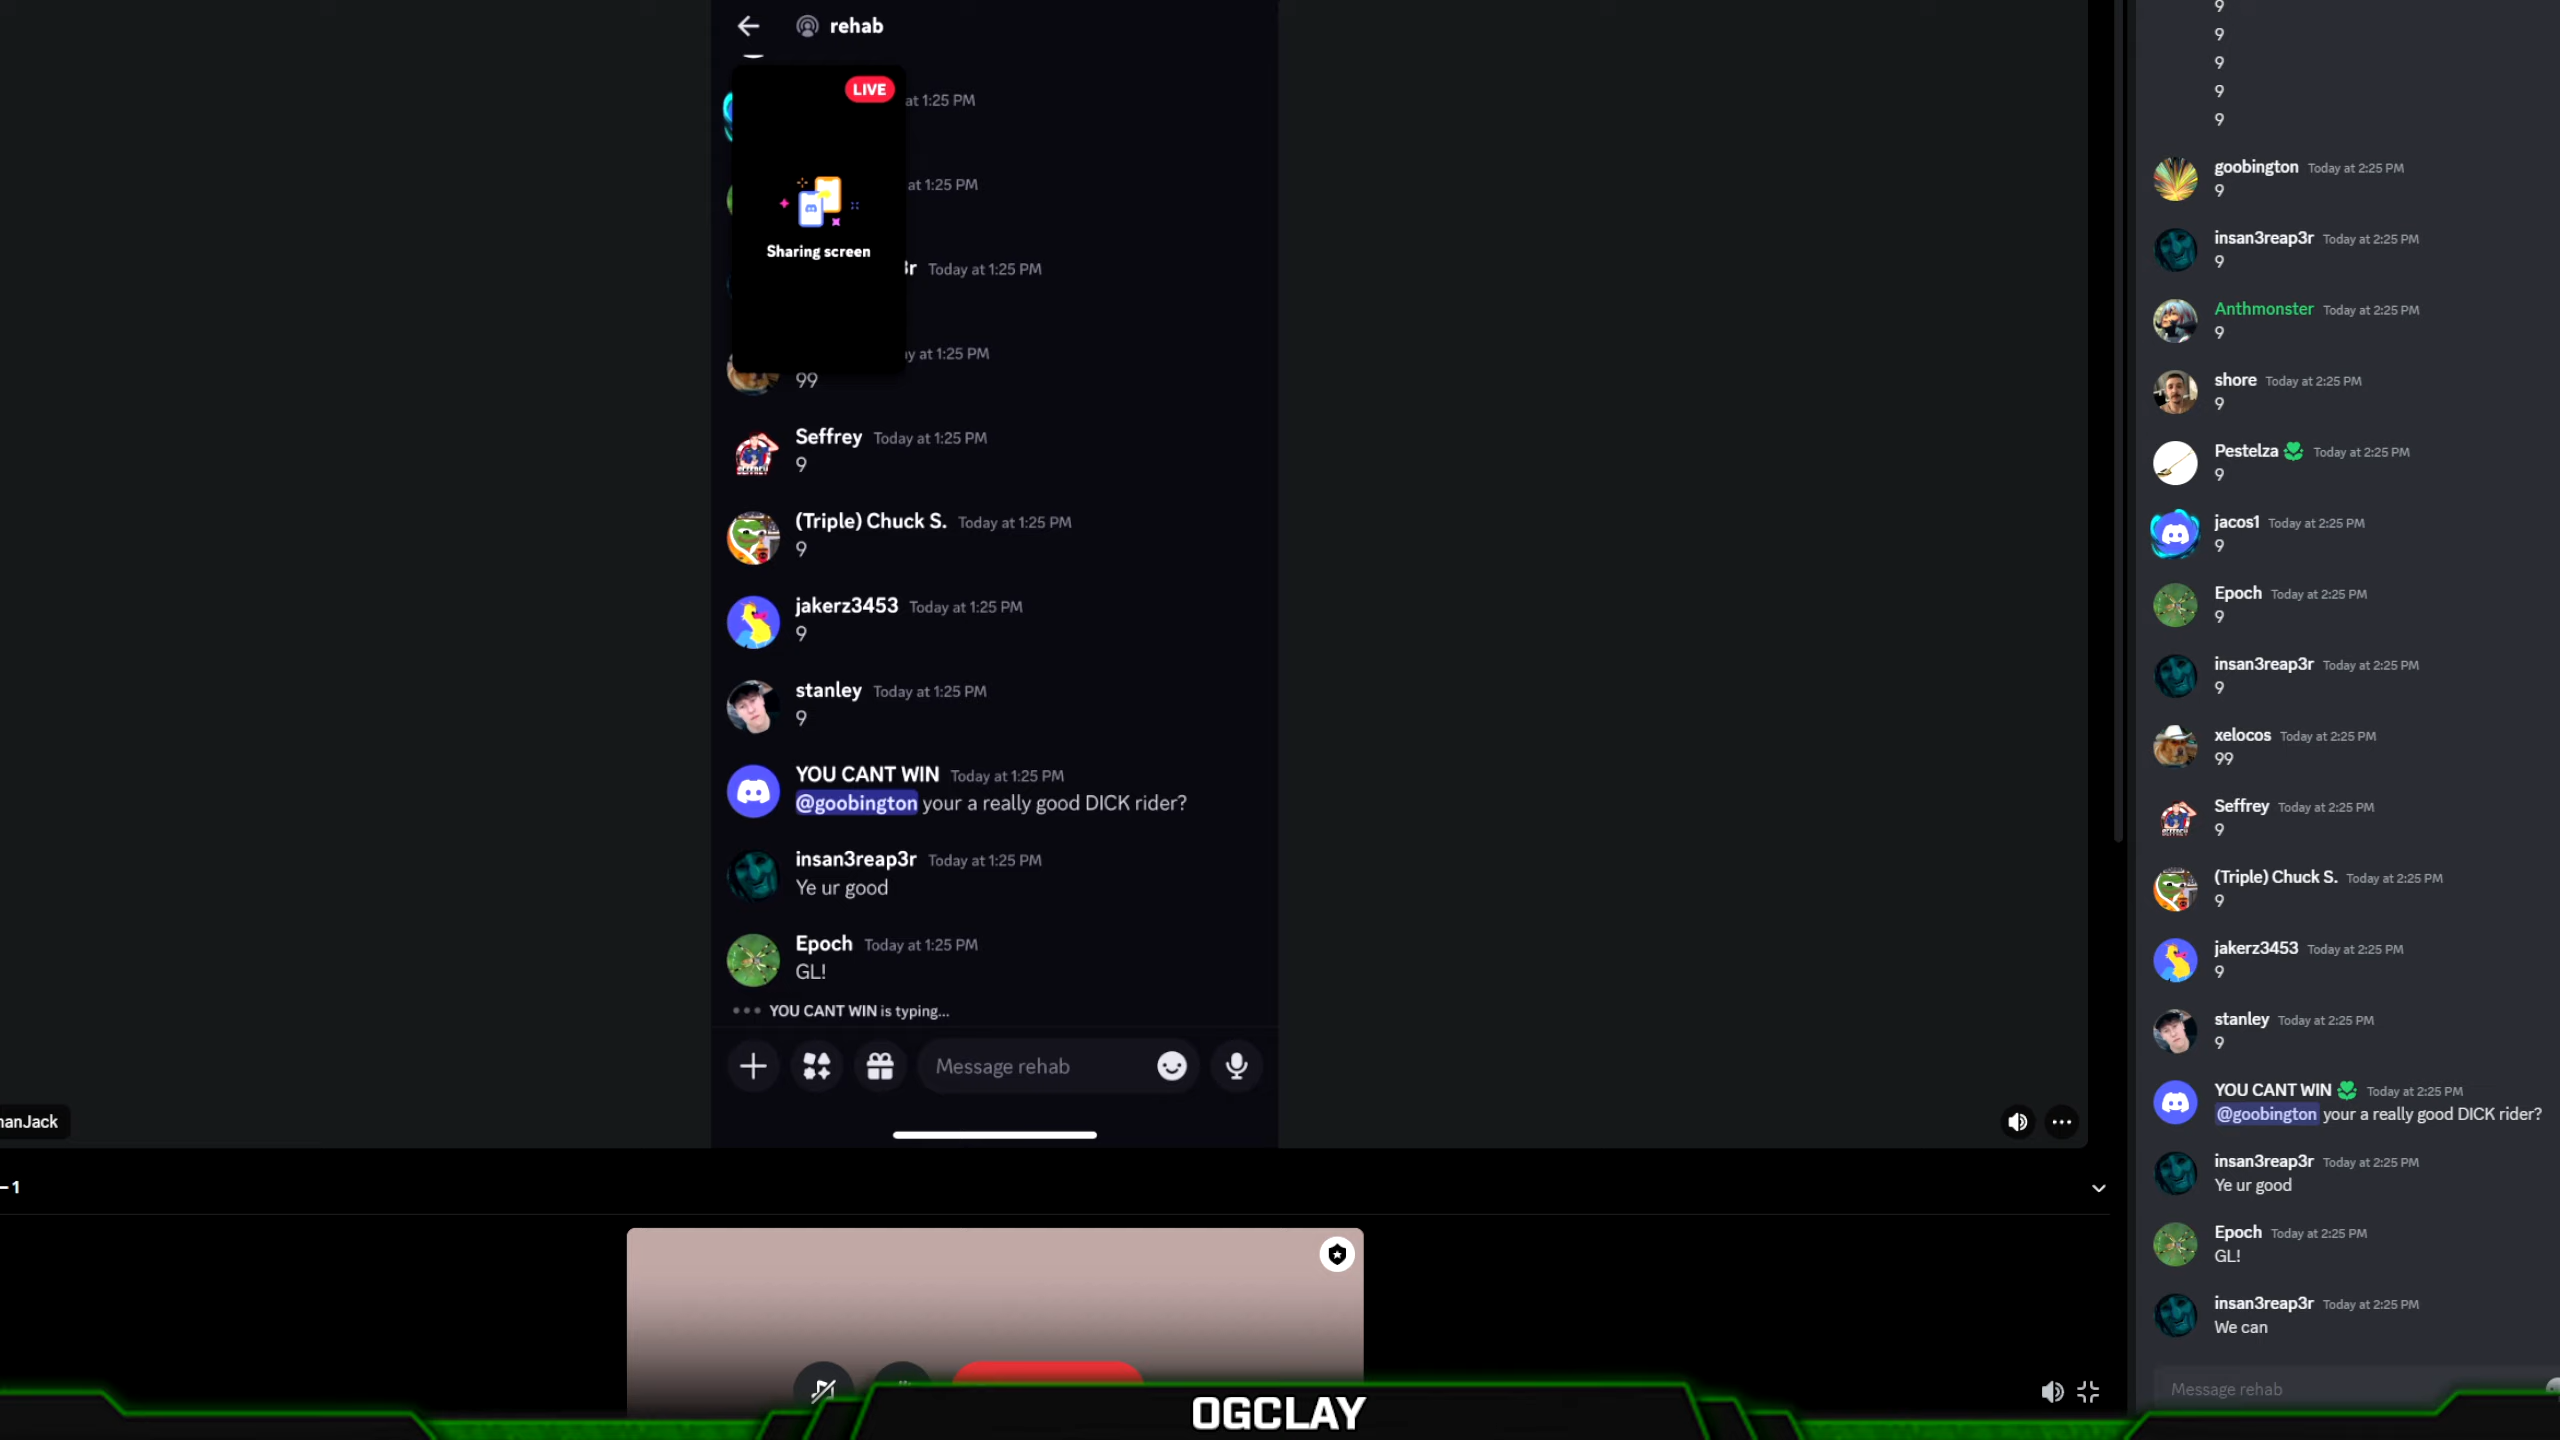 rehab
LIVE
at 1:25 PM
at 1:25 PM
Sharing screen
Today at 1:25 PM
at 1:25 PM
99
Seffrey Today at 1:25 PM
9
(Triple) Chuck S. Today at 1:25 PM
9
jakerz3453 Today at 1:25 PM
9
stanley Today at 1:25 PM
9
YOU CANT WIN Today at 1:25 PM
@goobington your a really good DICK rider?
insan3reap3r Today at 1:25 PM
Ye ur good
Epoch Today at 1:25 PM
GL!
YOU CANT WIN is typing...
Message rehab
nanJack
– 1
9
9
9
9
9
goobington Today at 2:25 PM
9
insan3reap3r Today at 2:25 PM
9
Anthmonster Today at 2:25 PM
9
shore Today at 2:25 PM
9
Pestelza Today at 2:25 PM
9
jacos1 Today at 2:25 PM
9
Epoch Today at 2:25 PM
9
insan3reap3r Today at 2:25 PM
9
xelocos Today at 2:25 PM
99
Seffrey Today at 2:25 PM
9
(Triple) Chuck S. Today at 2:25 PM
9
jakerz3453 Today at 2:25 PM
9
stanley Today at 2:25 PM
9
YOU CANT WIN Today at 2:25 PM
@goobington your a really good DICK rider?
insan3reap3r Today at 2:25 PM
Ye ur good
Epoch Today at 2:25 PM
GL!
insan3reap3r Today at 2:25 PM
We can
Message rehab
OGCLAY